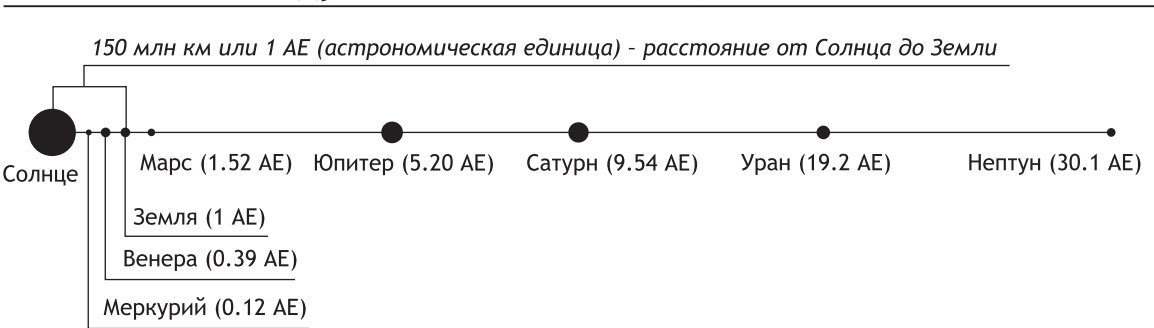 150 млн км или 1 АЕ (астрономическая единица) – расстояние от Солнца до Земли
Солнце
Марс (1.52 АЕ)
Юпитер (5.20 АЕ)
Сатурн (9.54 АЕ)
Уран (19.2 АЕ)
Нептун (30.1 АЕ)
Земля (1 АЕ)
Венера (0.39 АЕ)
Меркурий (0.12 АЕ)